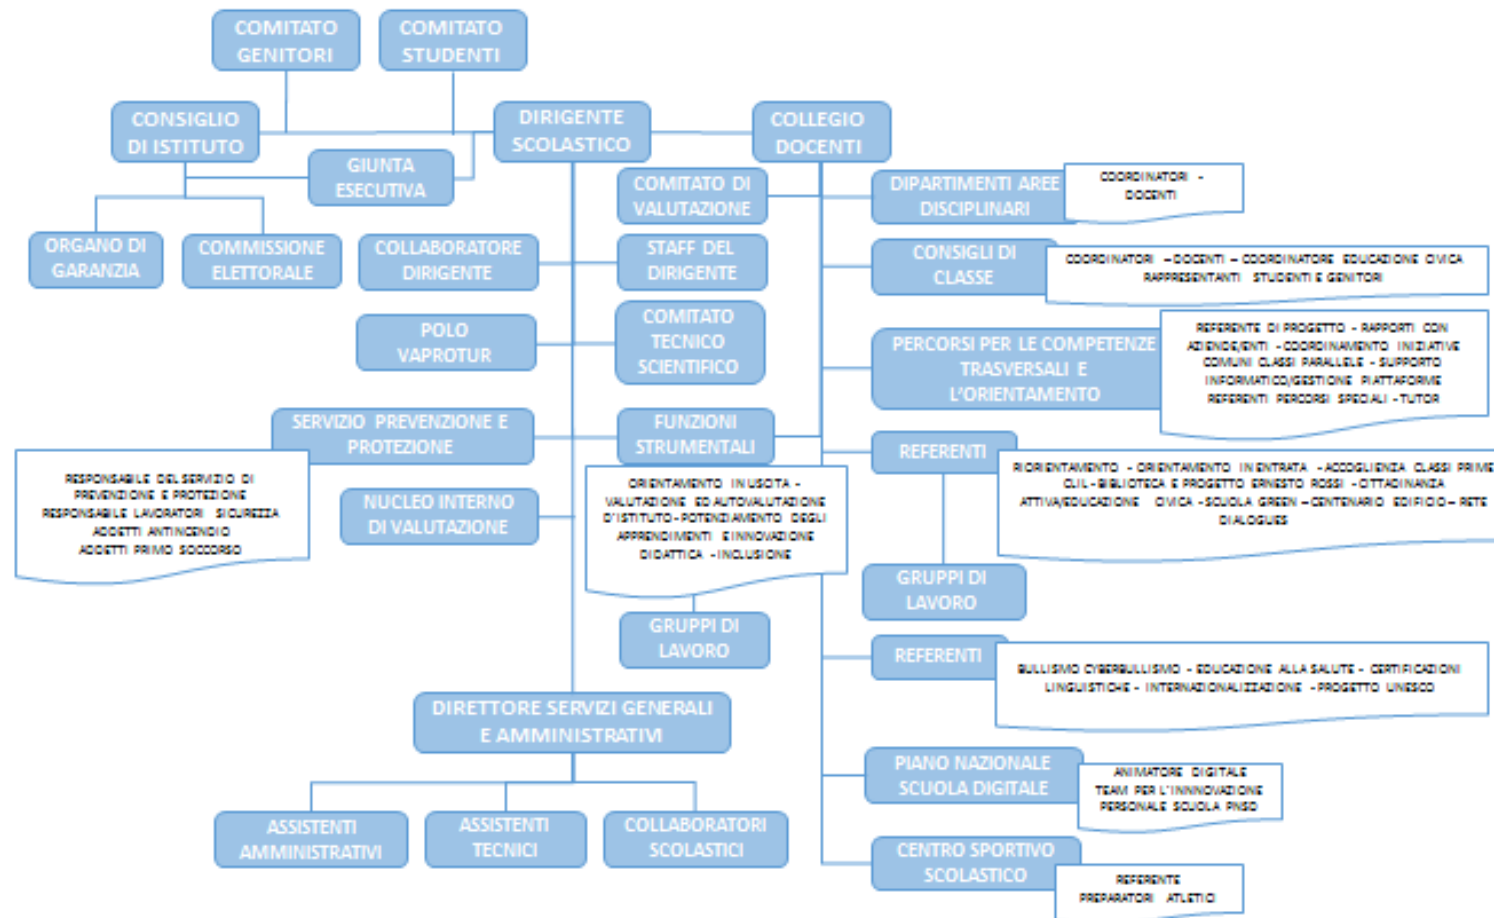 COMITATO
GENITORI
COMITATO
STUDENTI
CONSIGLIO
DI ISTITUTO
DIRIGENTE
SCOLASTICO
COLLEGIO
DOCENTI
GIUNTA
ESECUTIVA
COMITATO DI
VALUTAZIONE
DIPARTIMENTI AREE
DISCIPLINARI
COORDINATORI -
DOCENTI
ORGANO DI
GARANZIA
COMMISSIONE
ELETTORALE
COLLABORATORE
DIRIGENTE
STAFF DEL
DIRIGENTE
CONSIGLI DI
CLASSE
COORDINATORI – DOCENTI – COORDINATORE EDUCAZIONE CIVICA
RAPPRESENTANTI STUDENTI E GENITORI
POLO
VAPROTUR
COMITATO
TECNICO
SCIENTIFICO
PERCORSI PER LE COMPETENZE
TRASVERSALI E
L'ORIENTAMENTO
REFERENTE DI PROGETTO - RAPPORTI CON
AZIENDE/ENTI - COORDINAMENTO INIZIATIVE
COMUNI CLASSI PARALLELE - SUPPORTO
INFORMATICO/GESTIONE PIATTAFORME
REFERENTI PERCORSI SPECIALI - TUTOR
SERVIZIO PREVENZIONE E
PROTEZIONE
RESPONSABILE DEL SERVIZIO DI
PREVENZIONE E PROTEZIONE
RESPONSABILE LAVORATORI SICUREZZA
ADDETTI ANTINCENDIO
ADDETTI PRIMO SOCCORSO
FUNZIONI
STRUMENTALI
ORIENTAMENTO IN USCITA -
VALUTAZIONE ED AUTOVALUTAZIONE
D'ISTITUTO - POTENZIAMENTO DEGLI
APPRENDIMENTI E INNOVAZIONE
DIDATTICA - INCLUSIONE
REFERENTI
RIORIENTAMENTO - ORIENTAMENTO IN ENTRATA - ACCOGLIENZA CLASSI PRIME
CLIL - BIBLIOTECA E PROGETTO ERNESTO ROSSI - CITTADINANZA
ATTIVA/EDUCAZIONE CIVICA - SCUOLA GREEN – CENTENARIO EDIFICIO – RETE
DIALOGUES
NUCLEO INTERNO
DI VALUTAZIONE
GRUPPI DI
LAVORO
GRUPPI DI
LAVORO
REFERENTI
BULLISMO CYBERBULLISMO - EDUCAZIONE ALLA SALUTE - CERTIFICAZIONI
LINGUISTICHE - INTERNAZIONALIZZAZIONE - PROGETTO UNESCO
DIRETTORE SERVIZI GENERALI
E AMMINISTRATIVI
PIANO NAZIONALE
SCUOLA DIGITALE
ANIMATORE DIGITALE
TEAM PER L'INNNOVAZIONE
PERSONALE SCUOLA PNSD
ASSISTENTI
AMMINISTRATIVI
ASSISTENTI
TECNICI
COLLABORATORI
SCOLASTICI
CENTRO SPORTIVO
SCOLASTICO
REFERENTE
PREPARATORI ATLETICI